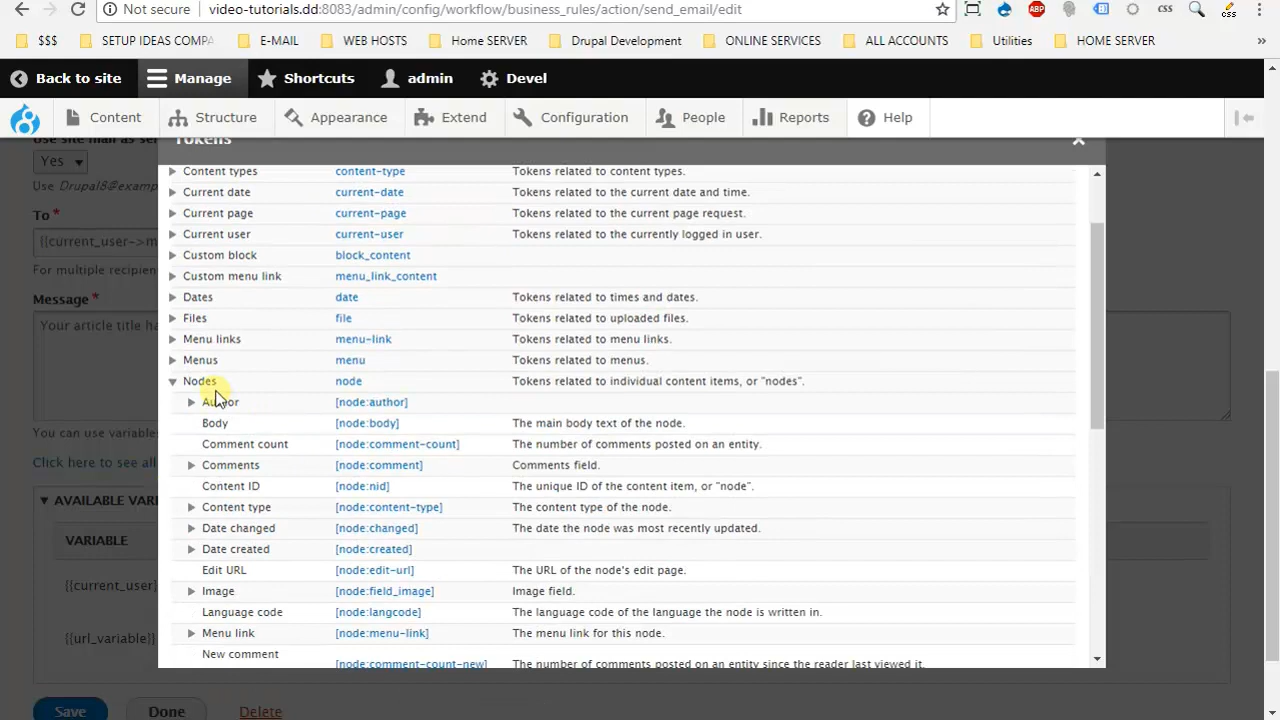 Not secure | video-tutorials.dd:8083/admin/config/workflow/business_rules/action/send_email/edit
ABP css css
$$$ SETUP IDEAS COMPA E-MAIL WEB HOSTS Home SERVER Drupal Development ONLINE SERVICES ALL ACCOUNTS Utilities HOME SERVER »
Back to site Manage Shortcuts admin Devel
Content Structure Appearance Extend Configuration People Reports Help
Use site mail as se
Tokens
Yes
Use Drupal8@examp
To *
{{current_user->m
For multiple recipien
Message *
Your article title ha
You can use variable
Click here to see all
AVAILABLE VAR
VARIABLE
{{current_user}
{{url_variable}}
Content types content-type Tokens related to content types.
Current date current-date Tokens related to the current date and time.
Current page current-page Tokens related to the current page request.
Current user current-user Tokens related to the currently logged in user.
Custom block block_content
Custom menu link menu_link_content
Dates date Tokens related to times and dates.
Files file Tokens related to uploaded files.
Menu links menu-link Tokens related to menu links.
Menus menu Tokens related to menus.
Nodes node Tokens related to individual content items, or "nodes".
Author [node:author]
Body [node:body] The main body text of the node.
Comment count [node:comment-count] The number of comments posted on an entity.
Comments [node:comment] Comments field.
Content ID [node:nid] The unique ID of the content item, or "node".
Content type [node:content-type] The content type of the node.
Date changed [node:changed] The date the node was most recently updated.
Date created [node:created]
Edit URL [node:edit-url] The URL of the node's edit page.
Image [node:field_image] Image field.
Language code [node:langcode] The language code of the language the node is written in.
Menu link [node:menu-link] The menu link for this node.
New comment
[node:comment-count-new] The number of comments posted on an entity since the reader last viewed it.
Save Done Delete